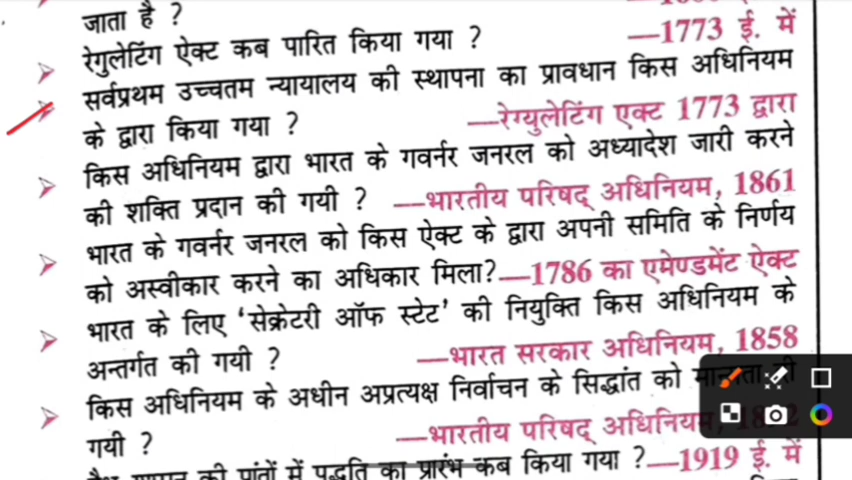 जाता है ?
रेगुलेटिंग ऐक्ट कब पारित किया गया ? —1773 ई. में
सर्वप्रथम उच्चतम न्यायालय की स्थापना का प्रावधान किस अधिनियम
के द्वारा किया गया ? —रेग्युलेटिंग एक्ट 1773 द्वारा
किस अधिनियम द्वारा भारत के गवर्नर जनरल को अध्यादेश जारी करने
की शक्ति प्रदान की गयी ? —भारतीय परिषद् अधिनियम, 1861
भारत के गवर्नर जनरल को किस ऐक्ट के द्वारा अपनी समिति के निर्णय
को अस्वीकार करने का अधिकार मिला?—1786 का एमेण्डमेंट ऐक्ट
भारत के लिए ‘सेक्रेटरी ऑफ स्टेट’ की नियुक्ति किस अधिनियम के
अन्तर्गत की गयी ? —भारत सरकार अधिनियम, 1858
किस अधिनियम के अधीन अप्रत्यक्ष निर्वाचन के सिद्धांत को
गयी ? —भारतीय परिषद् अधिनियम,
की प्रांतों में पद्धति का प्रारंभ कब किया गया ?—1919 ई. में